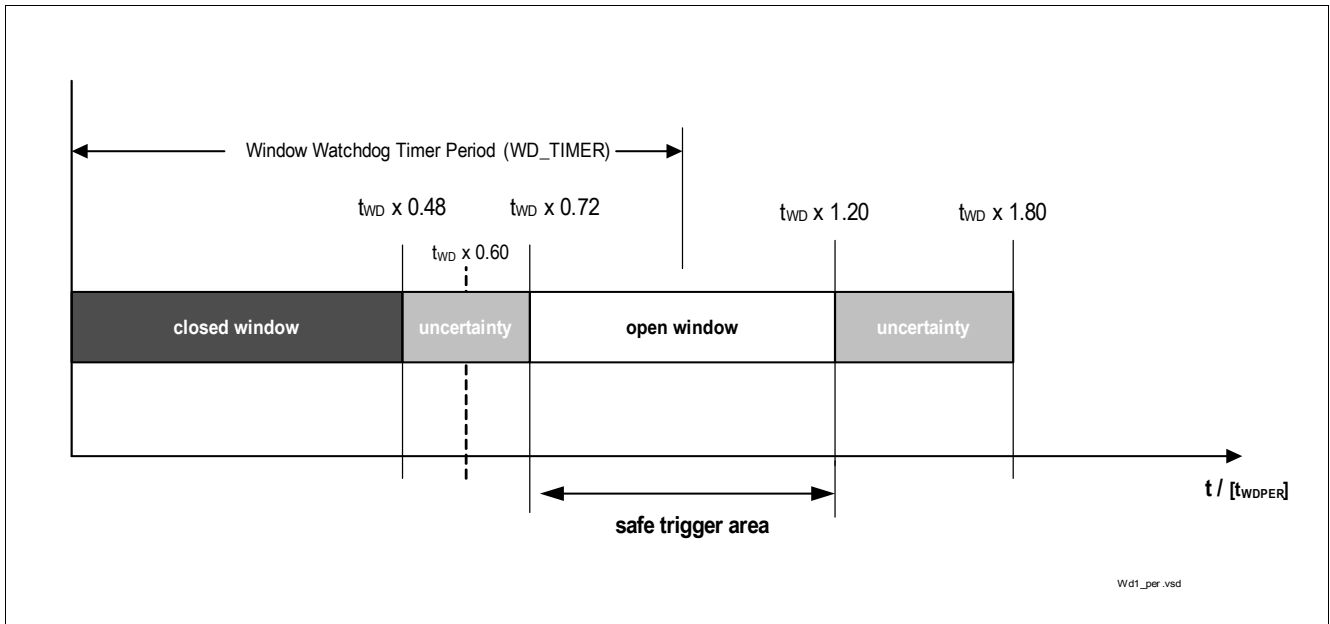 Window Watchdog Timer Period (WD_TIMER)
tWD x 0.48
tWD x 0.72
tWD x 1.20
tWD x 1.80
tWD x 0.60
closed window
uncertainty
open window
uncertainty
t / [tWDPER]
safe trigger area
Wd1_per.vsd